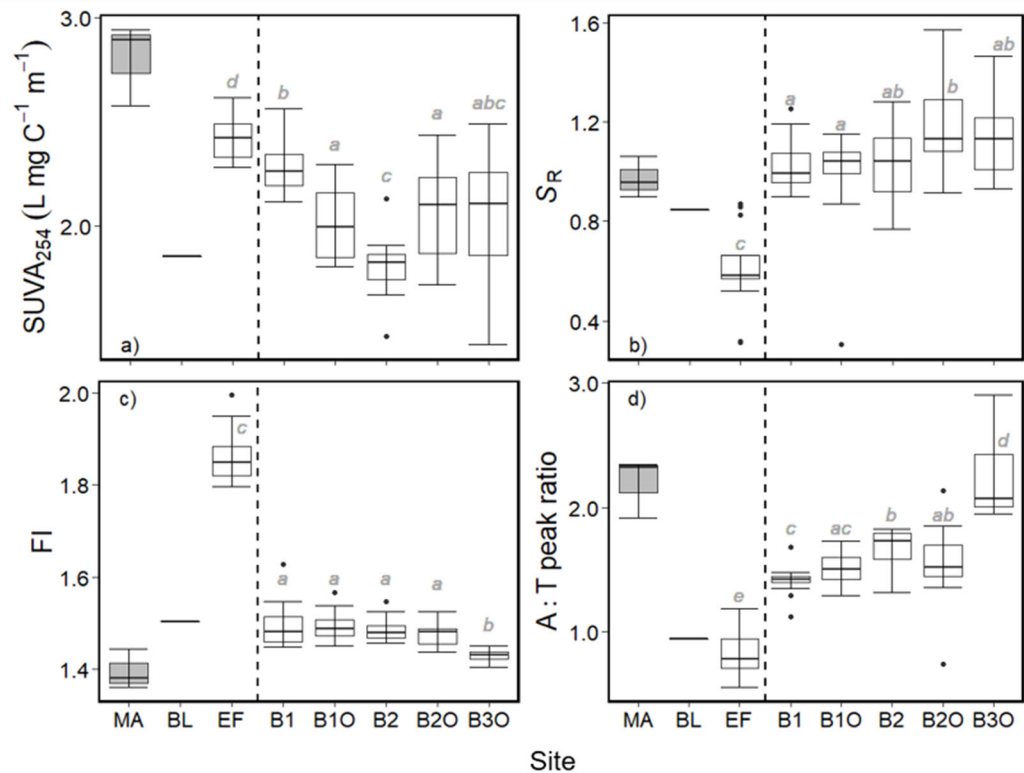 SUVA254 (L mg C−1 m−1)
3.0
2.0
d
b
a
c
a
abc
a)
SR
1.6
1.2
0.8
0.4
c
a
a
ab
b
ab
b)
FI
2.0
1.8
1.6
1.4
c)
c
a
a
a
a
b
MA BL EF B1 B1O B2 B2O B3O
A : T peak ratio
3.0
2.0
1.0
d)
e
c
ac
b
ab
d
MA BL EF B1 B1O B2 B2O B3O
Site